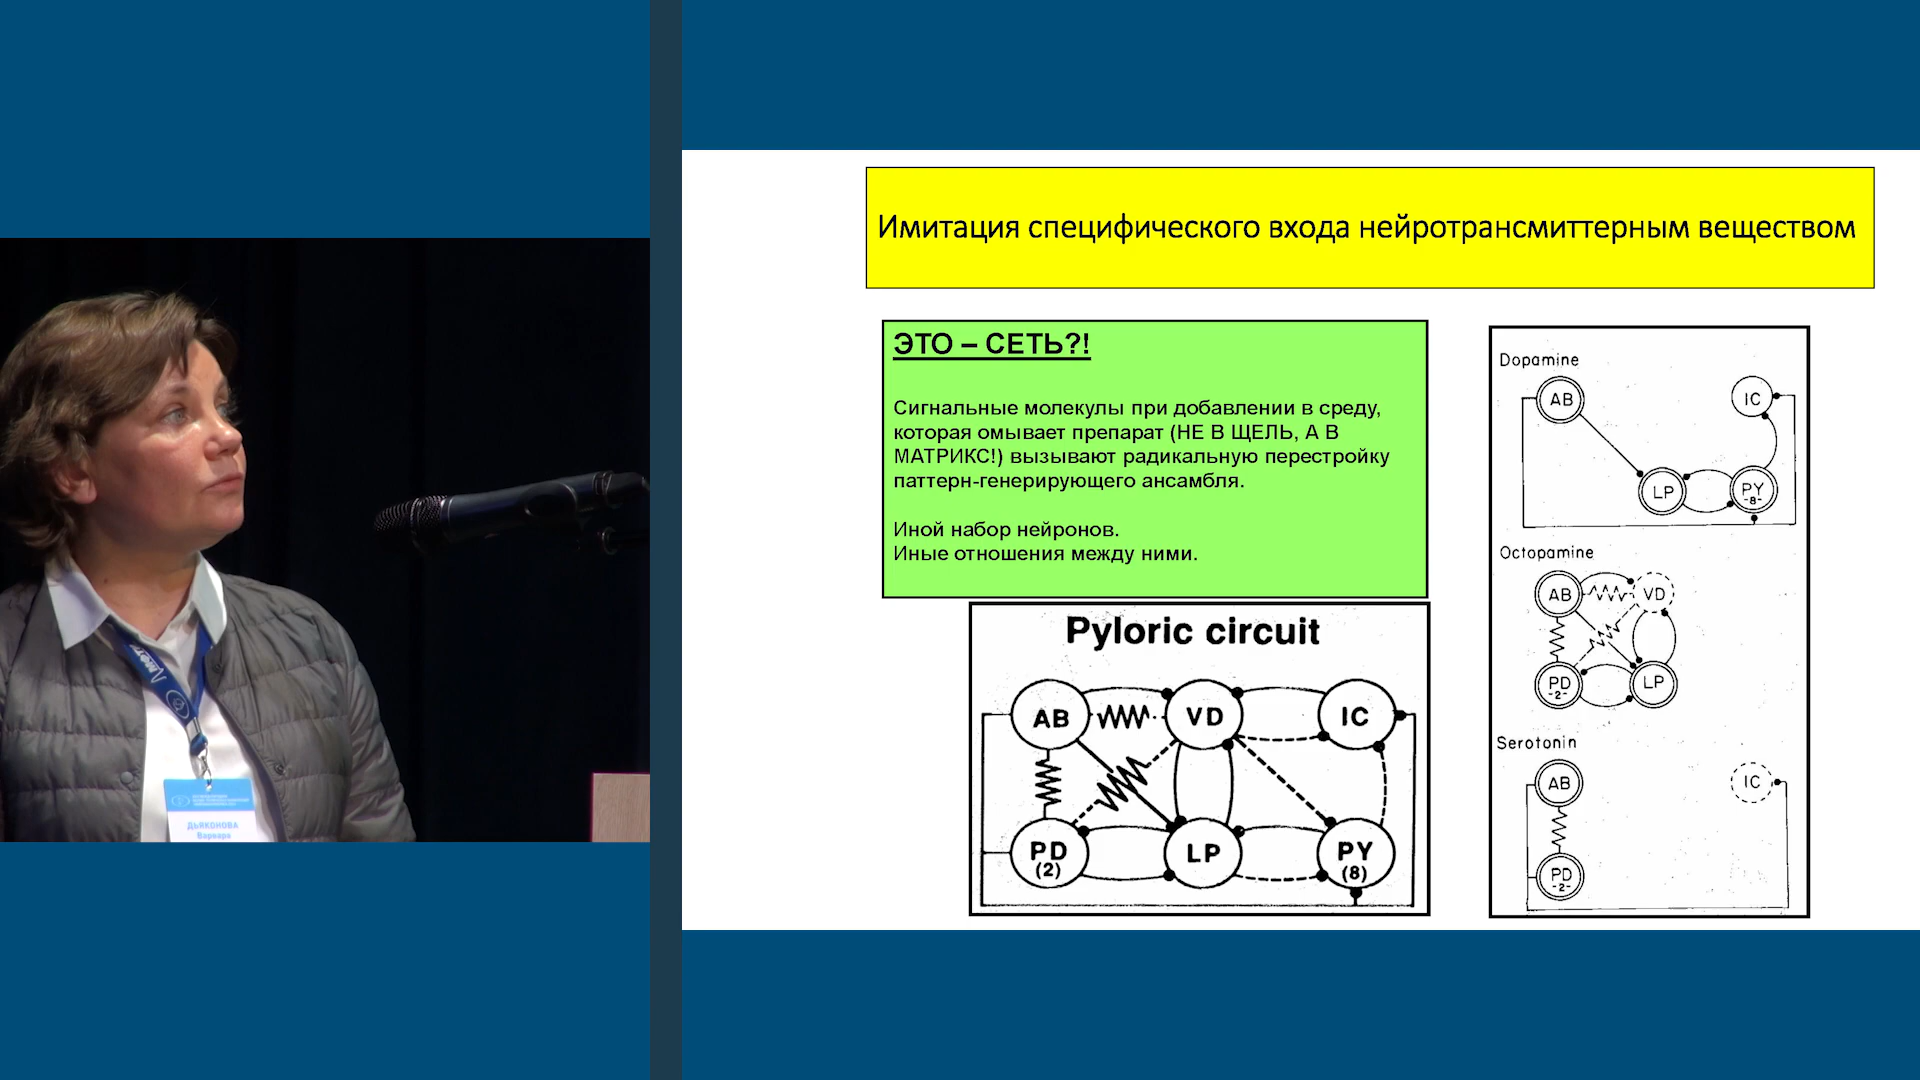 Имитация специфического входа нейротрансмиттерным веществом
ЭТО – СЕТЬ?!
Сигнальные молекулы при добавлении в среду,
которая омывает препарат (НЕ В ЩЕЛЬ, А В
МАТРИКС!) вызывают радикальную перестройку
паттерн-генерирующего ансамбля.
Иной набор нейронов.
Иные отношения между ними.
Pyloric circuit
AB
VD
IC
PD
(2)
LP
PY
(8)
Dopamine
AB
IC
LP
PY
-8-
Octopamine
AB
VD
PD
-2-
LP
Serotonin
AB
IC
PD
-2-
ДЬЯКОНОВА
Варвара